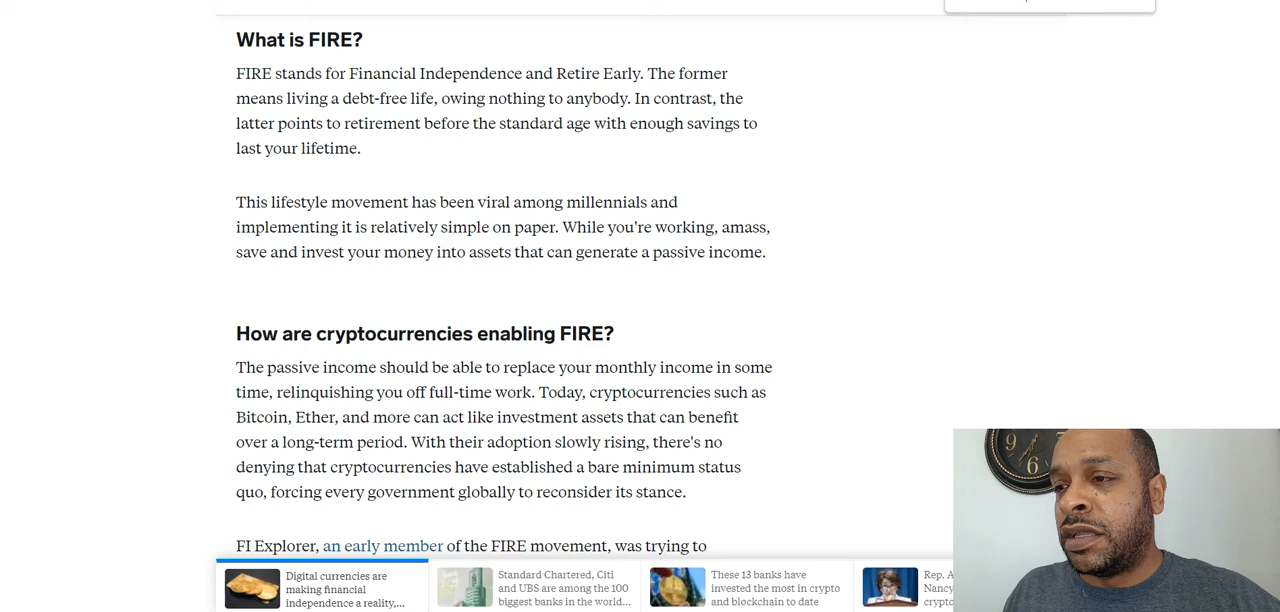 What is FIRE?
FIRE stands for Financial Independence and Retire Early. The former
means living a debt-free life, owing nothing to anybody. In contrast, the
latter points to retirement before the standard age with enough savings to
last your lifetime.
This lifestyle movement has been viral among millennials and
implementing it is relatively simple on paper. While you're working, amass,
save and invest your money into assets that can generate a passive income.
How are cryptocurrencies enabling FIRE?
The passive income should be able to replace your monthly income in some
time, relinquishing you off full-time work. Today, cryptocurrencies such as
Bitcoin, Ether, and more can act like investment assets that can benefit
over a long-term period. With their adoption slowly rising, there's no
denying that cryptocurrencies have established a bare minimum status
quo, forcing every government globally to reconsider its stance.
FI Explorer, an early member of the FIRE movement, was trying to
Digital currencies are
making financial
independence a reality,...
Standard Chartered, Citi
and UBS are among the 100
biggest banks in the world...
These 13 banks have
invested the most in crypto
and blockchain to date
Rep. A
Nancy
crypto
9
6